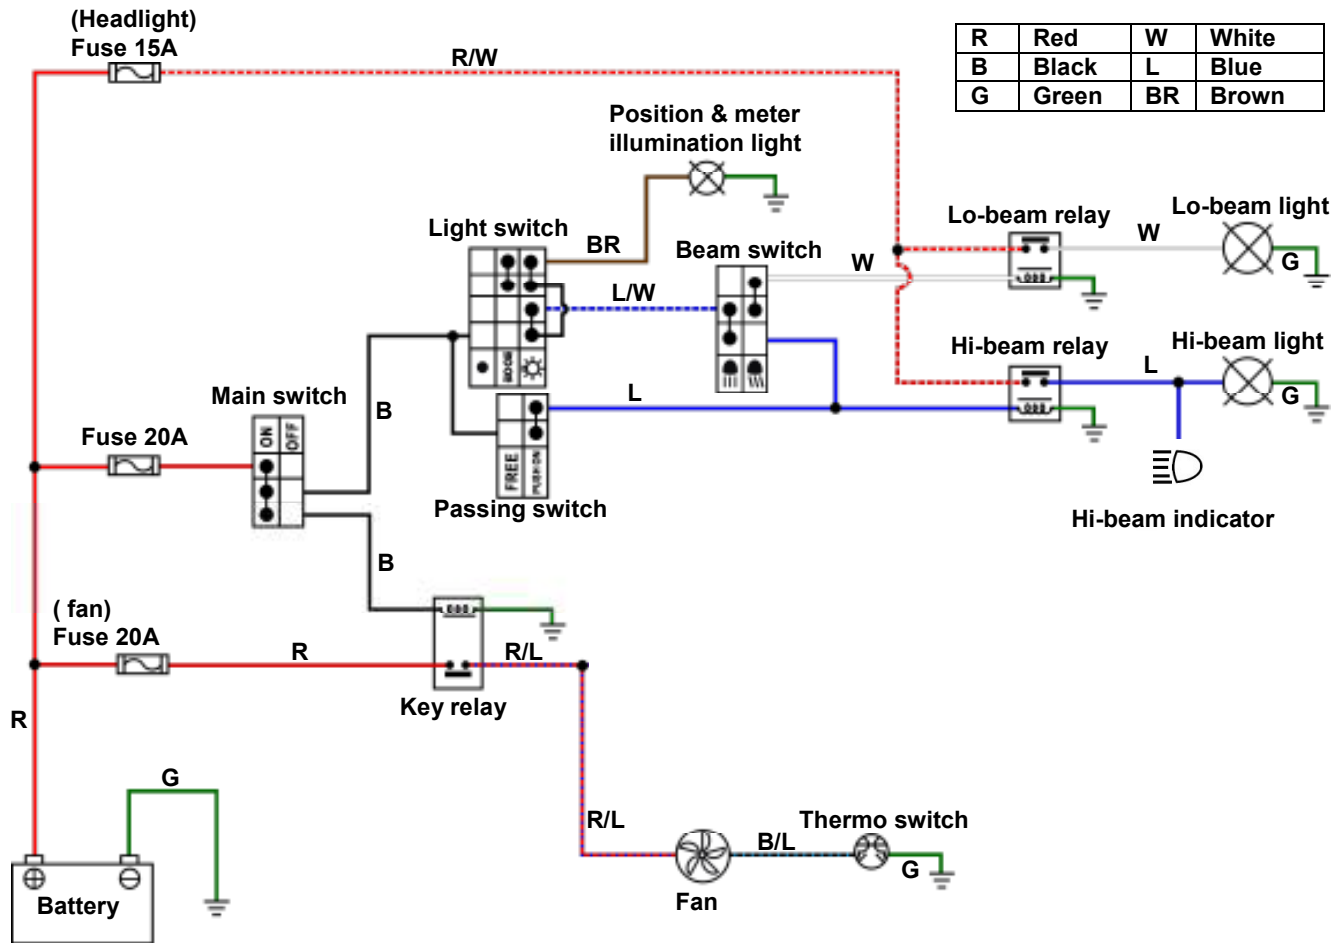 (Headlight)
Fuse 15A
R/W
R Red W White
B Black L Blue
G Green BR Brown
Position & meter
illumination light
Light switch
BR
Beam switch
W
L/W
Lo-beam relay
W
Lo-beam light
G
Hi-beam relay
L
Hi-beam light
G
Hi-beam indicator
Main switch
ON
OFF
B
L
FREE
PUSH ON
Passing switch
Fuse 20A
B
( fan)
Fuse 20A
R
R/L
Key relay
R
G
Battery
R/L
Fan
B/L
Thermo switch
G